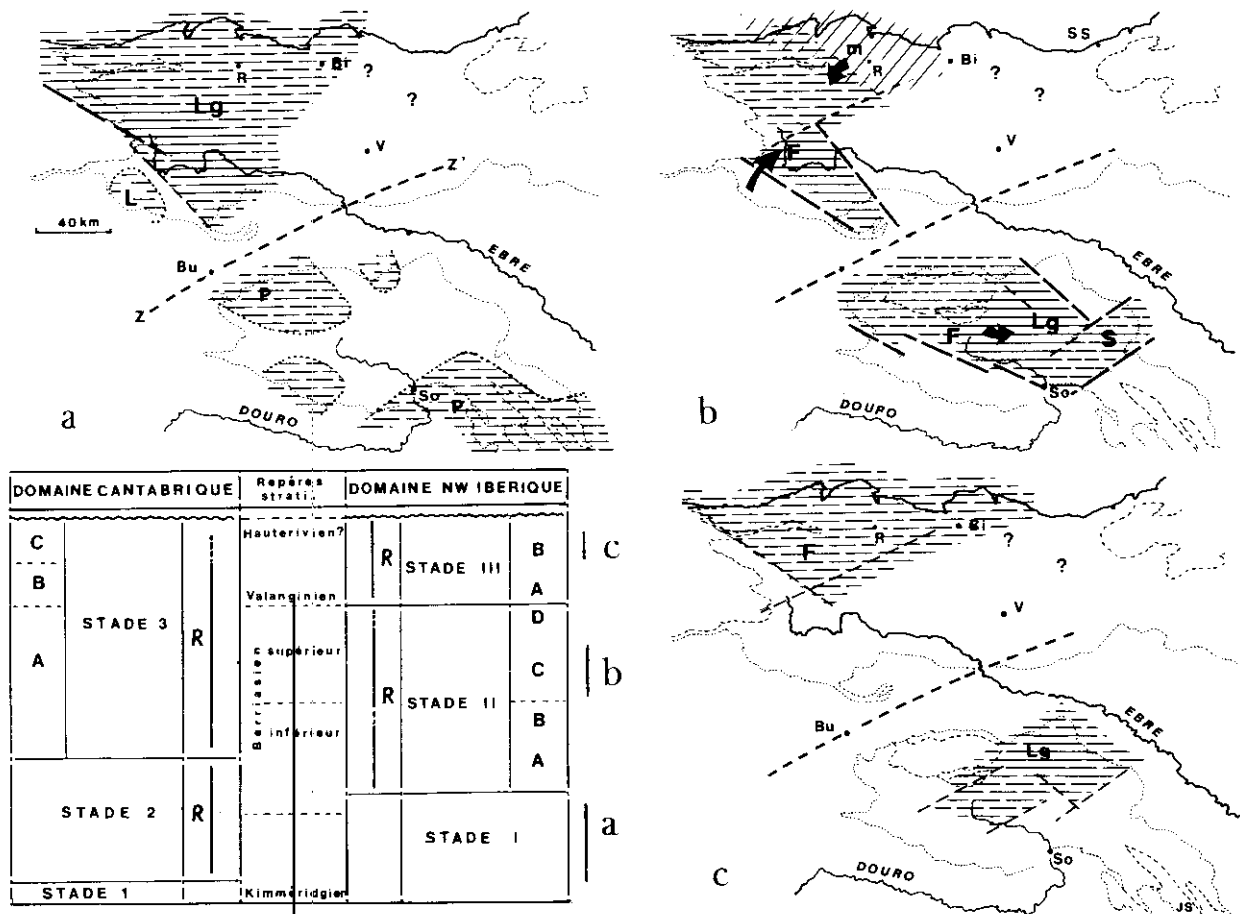 R
Bi
?
?
Lg
V
Z'
L
40 km
EBRE
Bu
P
Z
So
P
DOURO
a
SS
m
R
Bi
?
?
V
F
EBRE
Lg
F
S
So
DOURO
b
DOMAINE CANTABRIQUE
Repères strati.
DOMAINE NW IBERIQUE
C
B
A
STADE 3
R
STADE 2
R
STADE 1
Hauterivien?
Valanginien
Berriasien
supérieur
inférieur
Kimméridgien
R
STADE III
B
A
R
STADE II
D
C
B
A
STADE I
c
b
a
F
R
Bi
?
?
V
Bu
EBRE
Lg
So
DOURO
JS
c